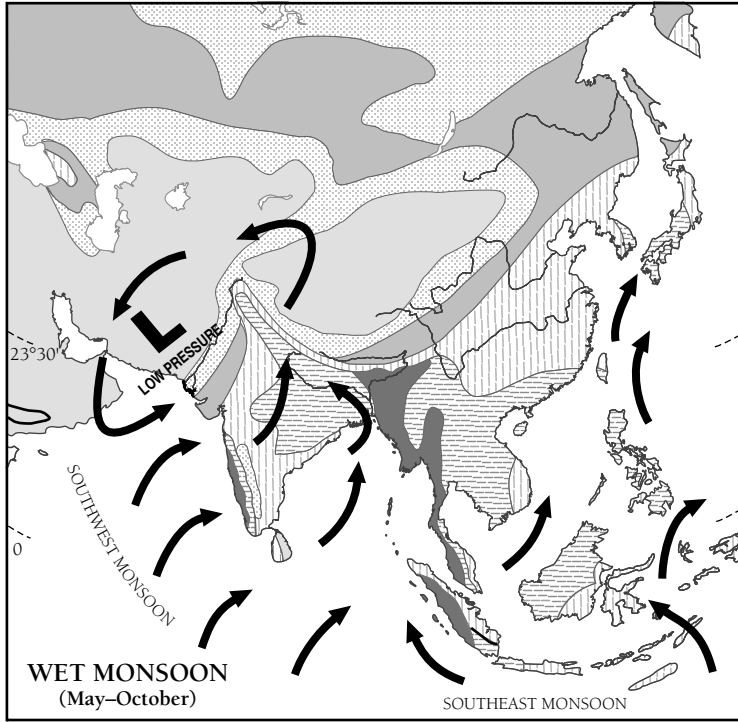 LOW PRESSURE
L
23°30'
SOUTHWEST MONSOON
0
WET MONSOON
(May–October)
SOUTHEAST MONSOON